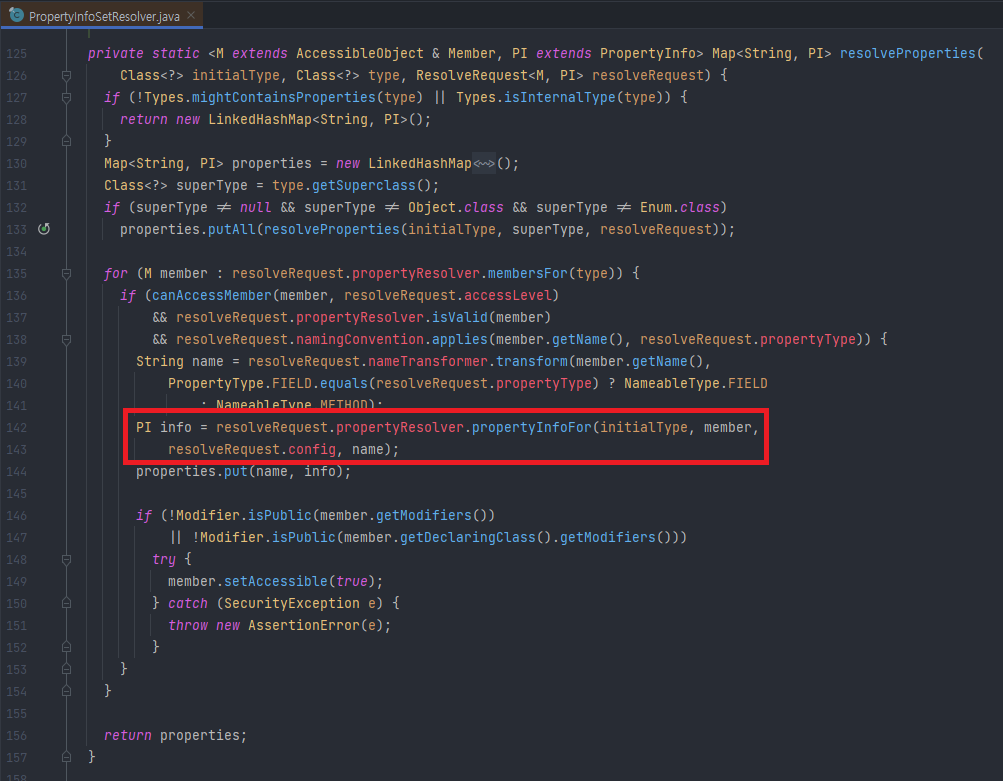 PropertyInfoSetResolver.java
125 private static <M extends AccessibleObject & Member, PI extends PropertyInfo> Map<String, PI> resolveProperties(
126 Class<?> initialType, Class<?> type, ResolveRequest<M, PI> resolveRequest) {
127 if (!Types.mightContainsProperties(type) || Types.isInternalType(type)) {
128 return new LinkedHashMap<String, PI>();
129 }
130 Map<String, PI> properties = new LinkedHashMap<~>();
131 Class<?> superType = type.getSuperclass();
132 if (superType != null && superType != Object.class && superType != Enum.class)
133 properties.putAll(resolveProperties(initialType, superType, resolveRequest));
134
135 for (M member : resolveRequest.propertyResolver.membersFor(type)) {
136 if (canAccessMember(member, resolveRequest.accessLevel)
137 && resolveRequest.propertyResolver.isValid(member)
138 && resolveRequest.namingConvention.applies(member.getName(), resolveRequest.propertyType)) {
139 String name = resolveRequest.nameTransformer.transform(member.getName(),
140 PropertyType.FIELD.equals(resolveRequest.propertyType) ? NameableType.FIELD
141 : NameableType.METHOD);
142 PI info = resolveRequest.propertyResolver.propertyInfoFor(initialType, member,
143 resolveRequest.config, name);
144 properties.put(name, info);
145
146 if (!Modifier.isPublic(member.getModifiers())
147 || !Modifier.isPublic(member.getDeclaringClass().getModifiers()))
148 try {
149 member.setAccessible(true);
150 } catch (SecurityException e) {
151 throw new AssertionError(e);
152 }
153 }
154 }
155
156 return properties;
157 }
158